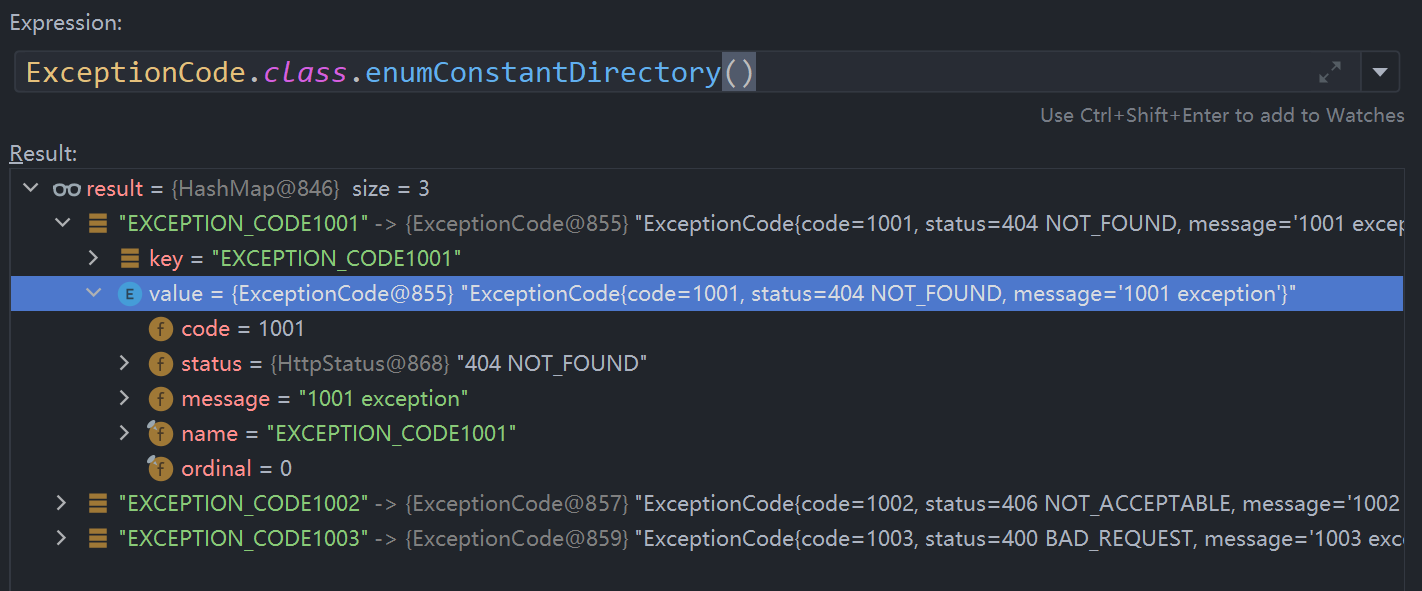 Expression:
ExceptionCode.class.enumConstantDirectory()
Use Ctrl+Shift+Enter to add to Watches
Result:
result = {HashMap@846} size = 3
"EXCEPTION_CODE1001" -> {ExceptionCode@855} "ExceptionCode{code=1001, status=404 NOT_FOUND, message='1001 excep
key = "EXCEPTION_CODE1001"
E value = {ExceptionCode@855} "ExceptionCode{code=1001, status=404 NOT_FOUND, message='1001 exception'}"
f code = 1001
f status = {HttpStatus@868} "404 NOT_FOUND"
f message = "1001 exception"
f name = "EXCEPTION_CODE1001"
f ordinal = 0
"EXCEPTION_CODE1002" -> {ExceptionCode@857} "ExceptionCode{code=1002, status=406 NOT_ACCEPTABLE, message='1002
"EXCEPTION_CODE1003" -> {ExceptionCode@859} "ExceptionCode{code=1003, status=400 BAD_REQUEST, message='1003 exc